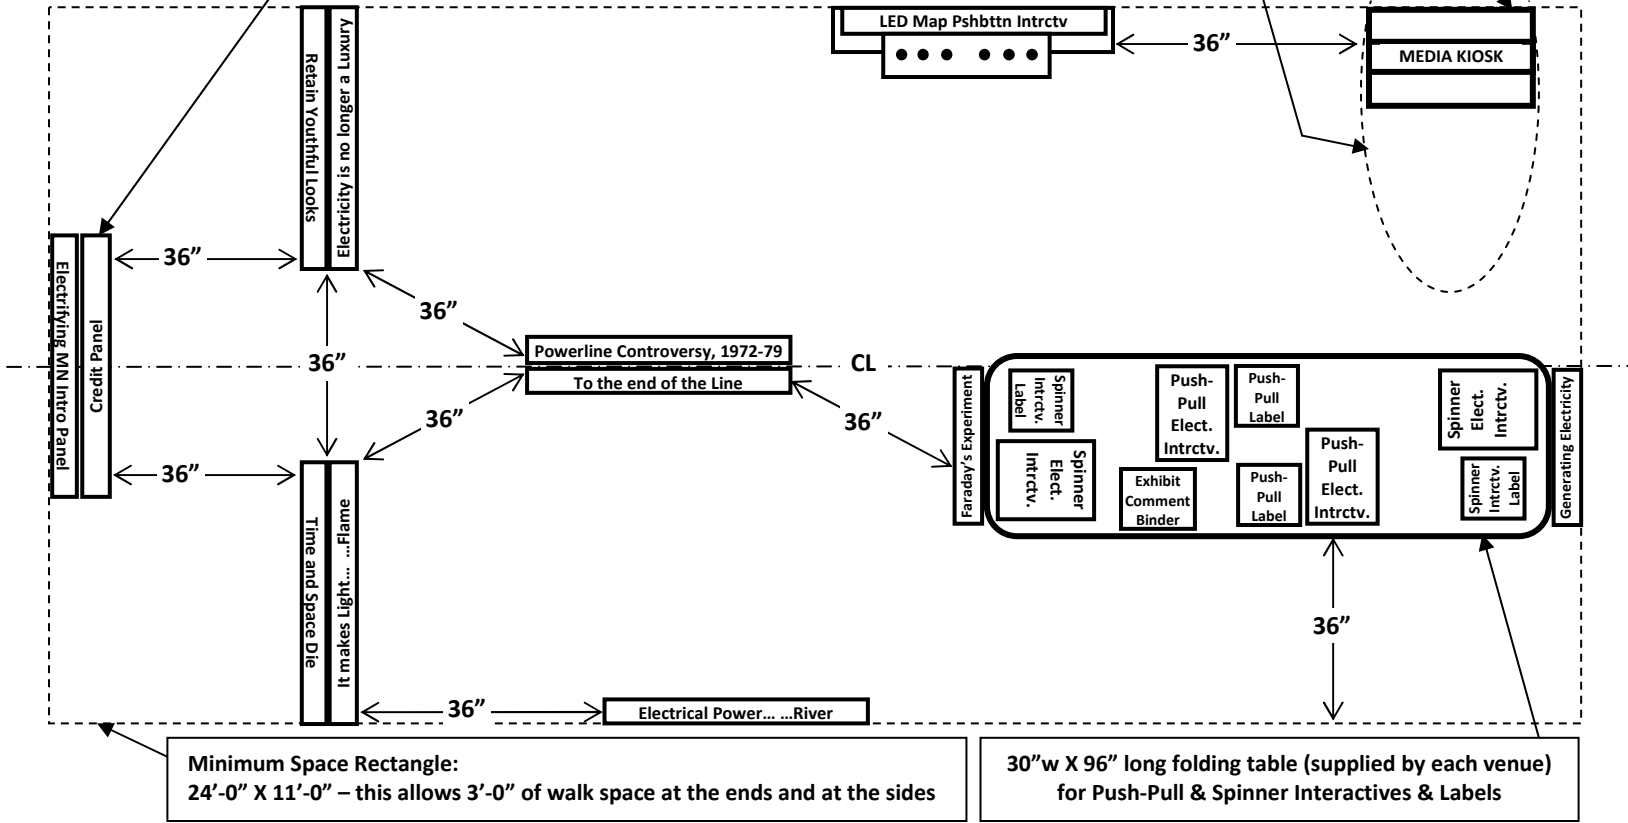 LED Map Pshbttn Intrctv
36”
MEDIA KIOSK
Retain Youthful Looks
Electricity is no longer a Luxury
36”
Electrifying MN Intro Panel
Credit Panel
36”
36”
Powerline Controversy, 1972-79
CL
To the end of the Line
36”
36”
36”
Time and Space Die
It makes Light… …Flame
36”
Electrical Power… …River
Faraday’s Experiment
Spinner
Intrctv.
Label
Spinner
Elect.
Intrctv.
Push-
Pull
Elect.
Intrctv.
Push-
Pull
Label
Exhibit
Comment
Binder
Push-
Pull
Label
Push-
Pull
Elect.
Intrctv.
Spinner
Elect.
Intrctv.
Spinner
Intrctv.
Label
Generating Electricity
36”
Minimum Space Rectangle:
24’-0” X 11’-0” – this allows 3’-0” of walk space at the ends and at the sides
30”w X 96” long folding table (supplied by each venue)
for Push-Pull & Spinner Interactives & Labels